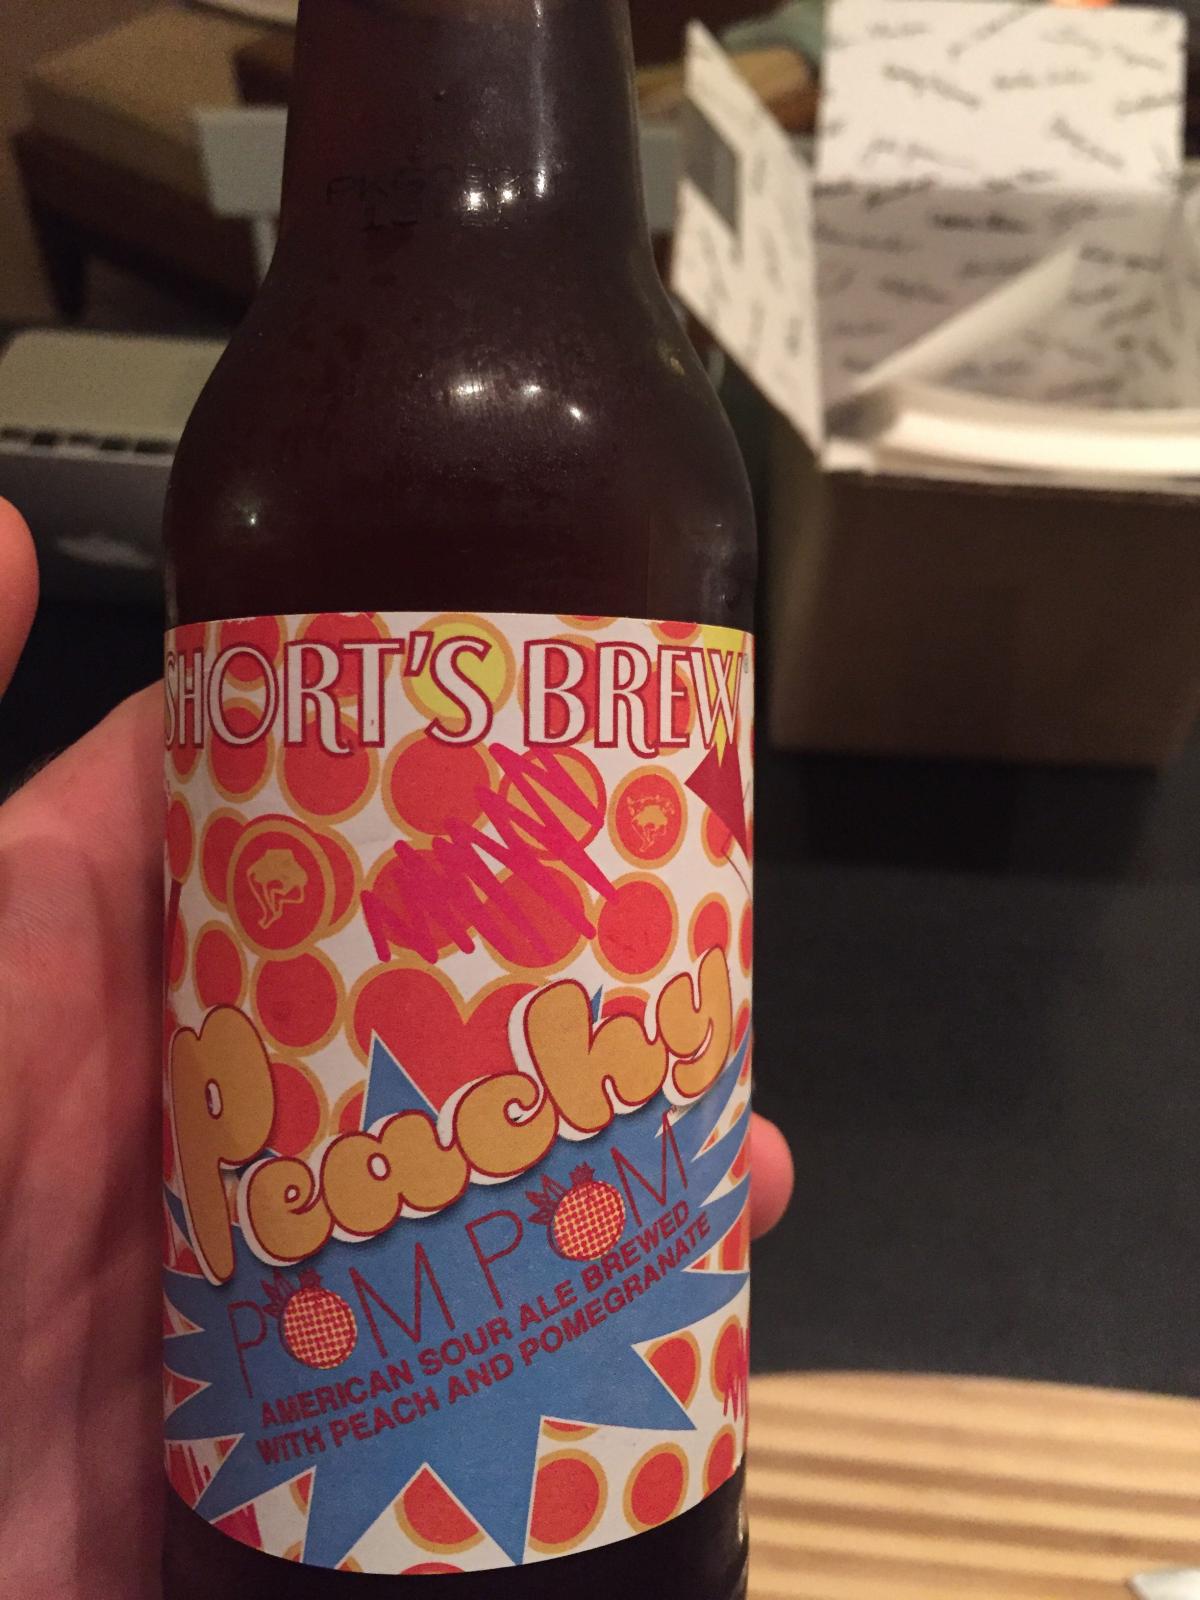 SHORT'S BREW
Peachy
POM POM
AMERICAN SOUR ALE BREWED
WITH PEACH AND POMEGRANATE